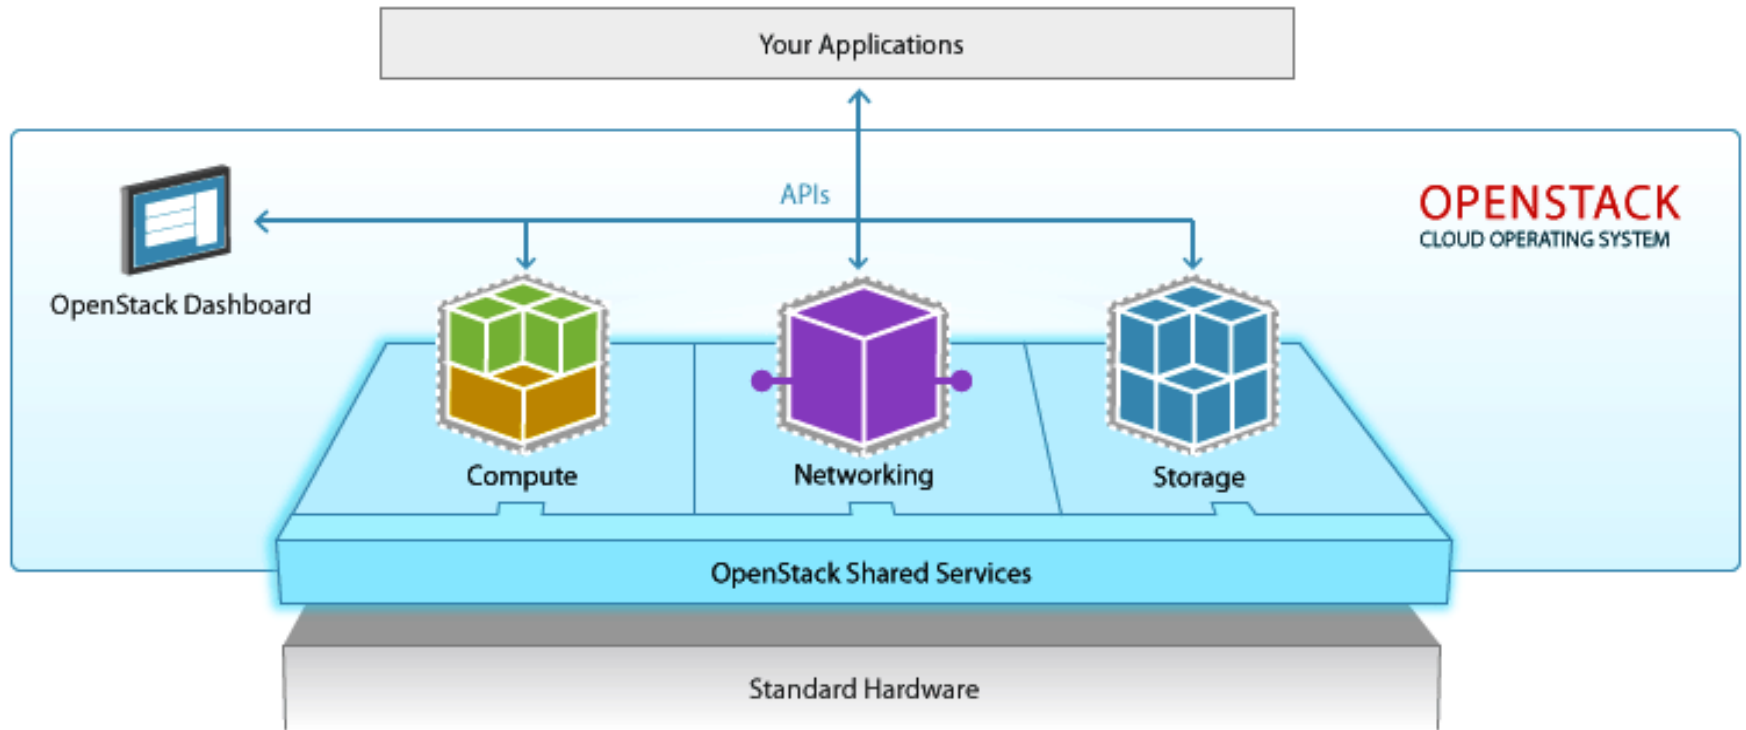 Your Applications
APIs
OPENSTACK
CLOUD OPERATING SYSTEM
OpenStack Dashboard
Compute
Networking
Storage
OpenStack Shared Services
Standard Hardware